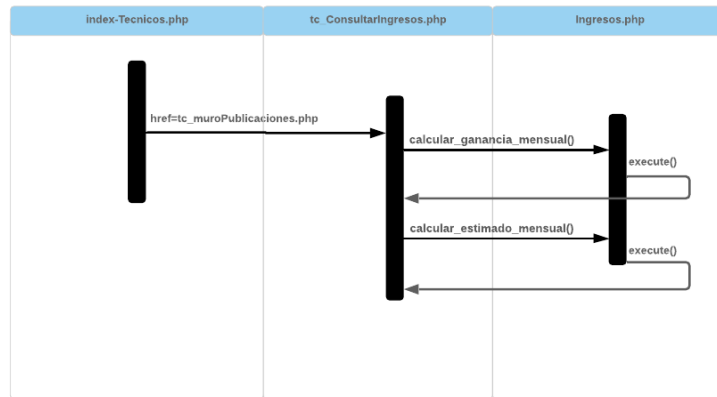 index-Tecnicos.php
tc_ConsultarIngresos.php
Ingresos.php
href=tc_muroPublicaciones.php
calcular_ganancia_mensual()
execute()
calcular_estimado_mensual()
execute()